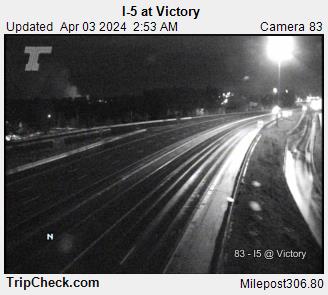 I-5 at Victory
Updated Apr 03 2024 2:53 AM Camera 83
T
N
83 - I5 @ Victory
TripCheck.com Milepost306.80